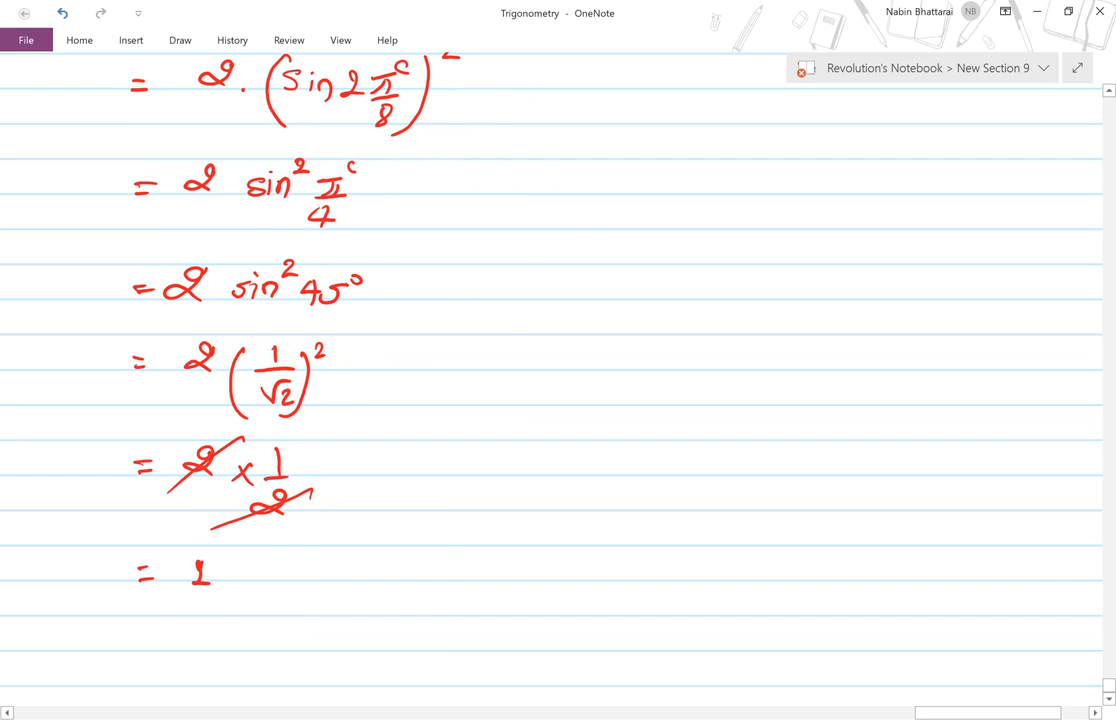 Trigonometry - OneNote
Nabin Bhattarai NB
File Home Insert Draw History Review View Help
Revolution's Notebook > New Section 9
= 2 . (sin 2 π^c/8)^2
= 2 sin^2 π^c/4
= 2 sin^2 45°
= 2 (1/√2)^2
= 2 × 1/2
= 1